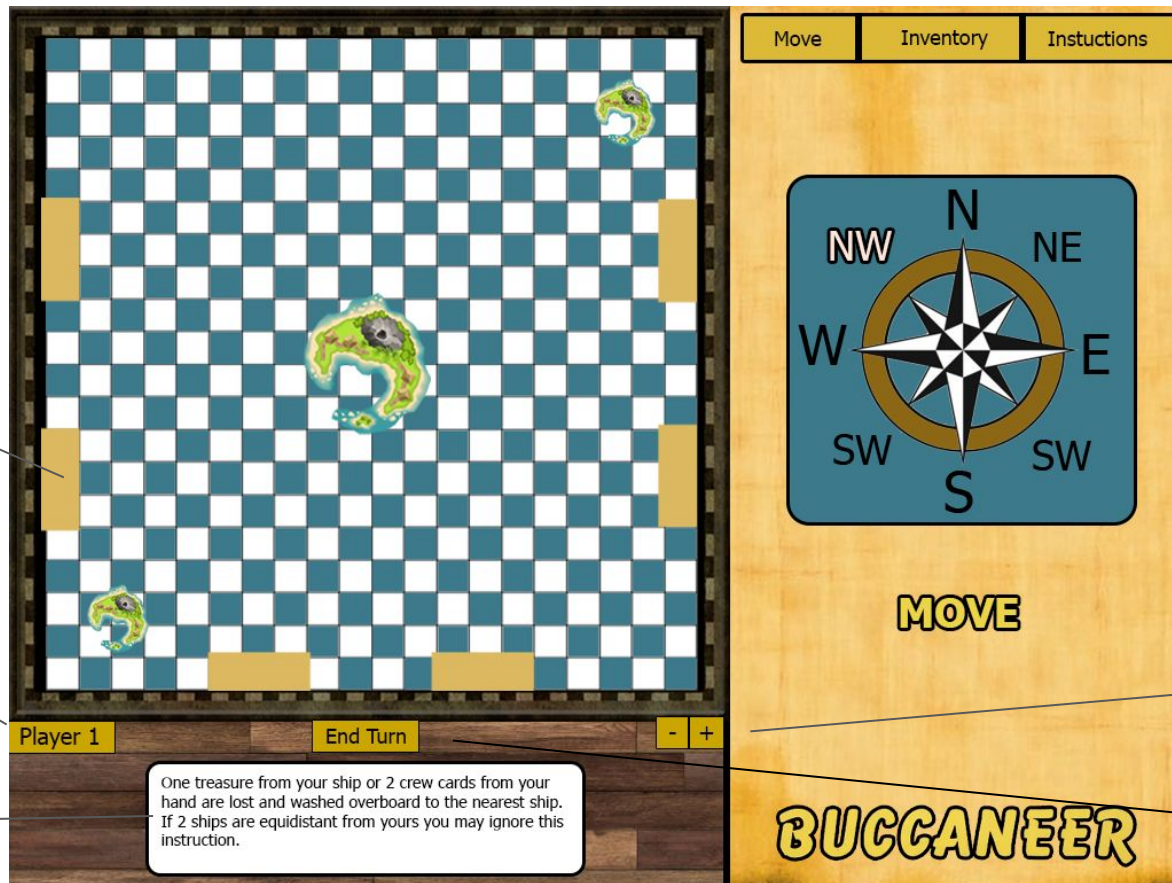 Move
Inventory
Instuctions
N
NW
NE
W
E
SW
SW
S
MOVE
Player 1
End Turn
-
+
One treasure from your ship or 2 crew cards from your
hand are lost and washed overboard to the nearest ship.
If 2 ships are equidistant from yours you may ignore this
instruction.
BUCCANEER